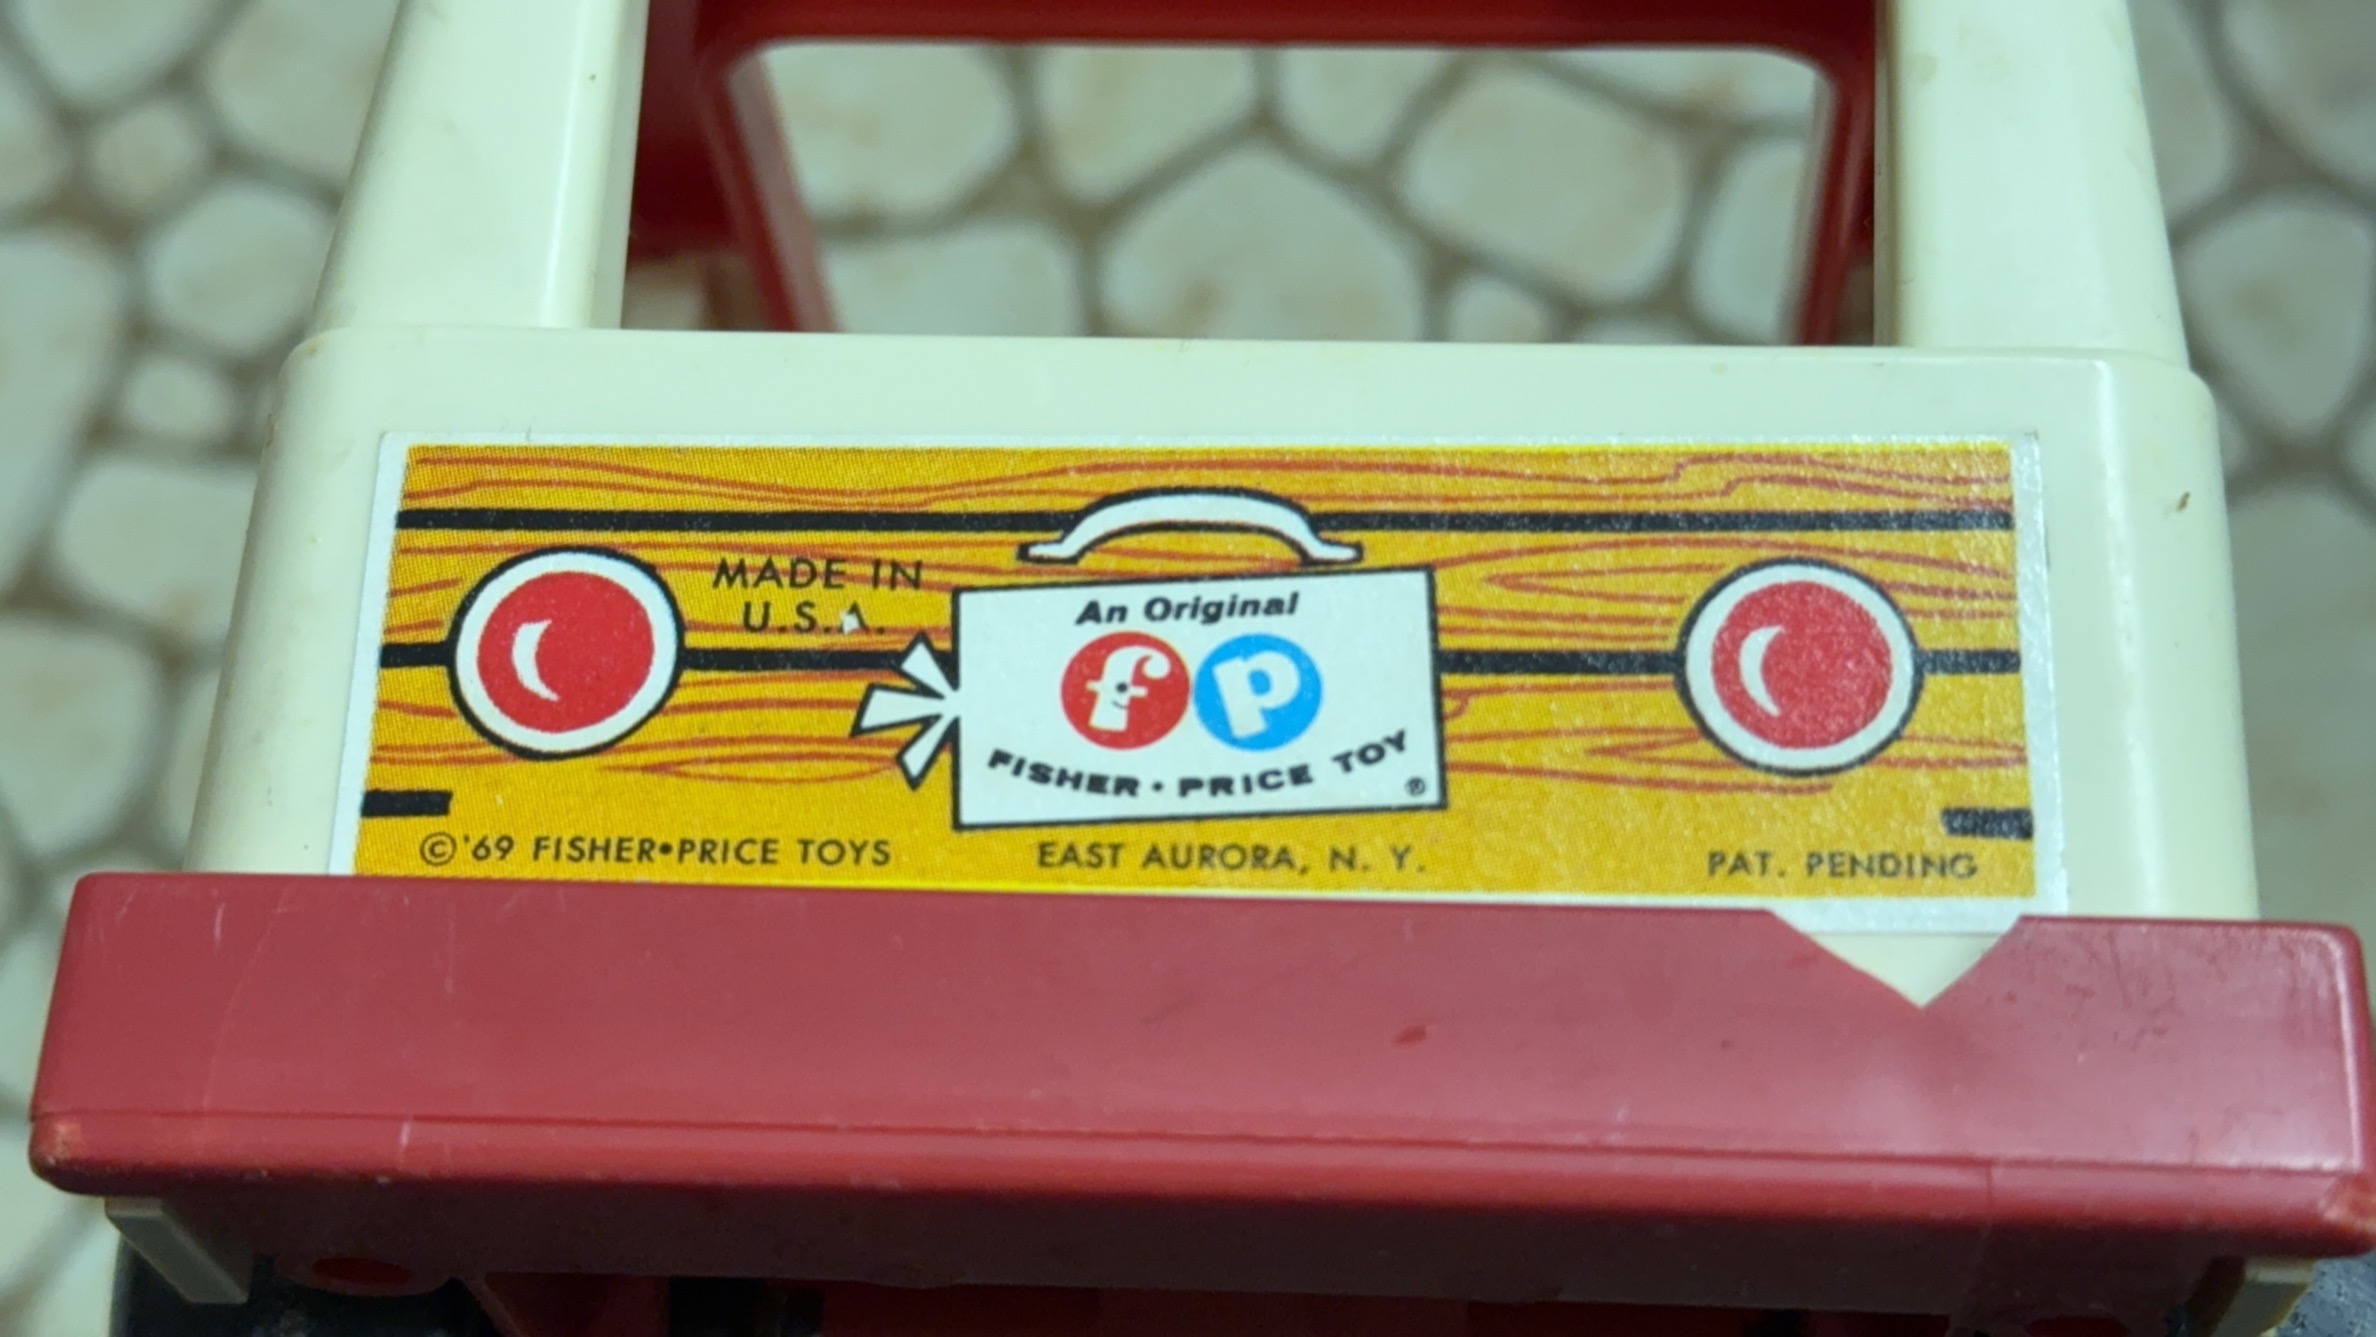 MADE IN
U.S.A.
An Original
fp
FISHER • PRICE TOY
®
©'69 FISHER•PRICE TOYS EAST AURORA, N. Y. PAT. PENDING